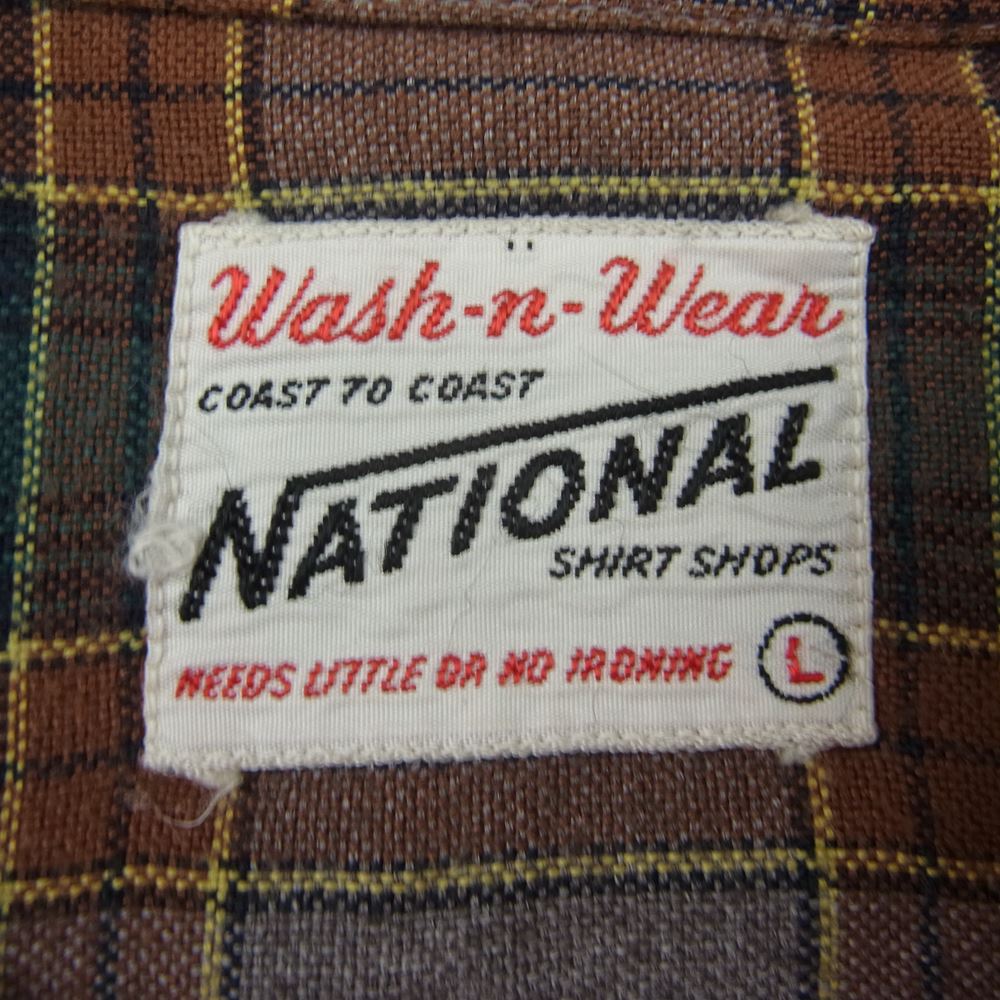 Wash-n-Wear
COAST TO COAST
NATIONAL
SHIRT SHOPS
NEEDS LITTLE OR NO IRONING
L